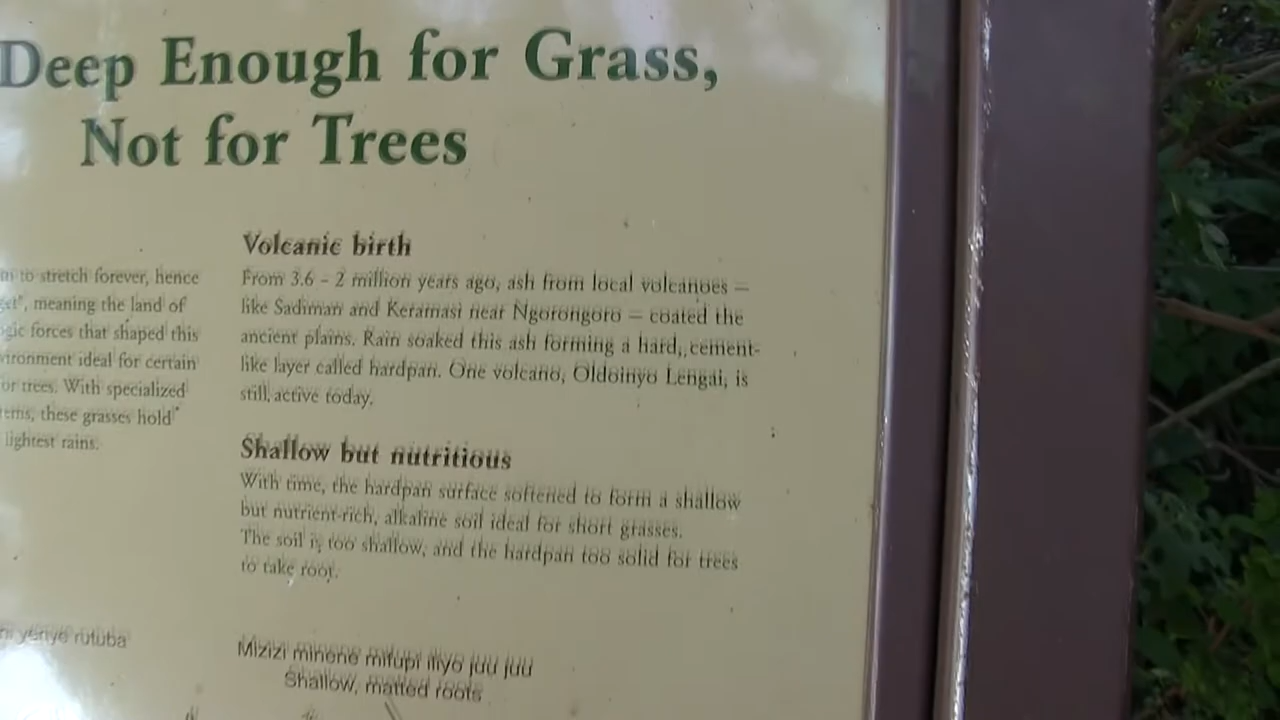 Deep Enough for Grass,
Not for Trees
to stretch forever, hence
meaning the land of
forces that shaped this
ideal for certain
or trees. With specialized
these grasses hold
lightest rains.
Volcanic birth
From 3.6 – 2 million years ago, ash from local volcanoes –
like Sadiman and Keramasi near Ngorongoro – coated the
ancient plains. Rain soaked this ash forming a hard, cement-
like layer called hardpan. One volcano, Oldoinyo Lengai, is
still active today.
Shallow but nutritious
With time, the hardpan surface softened to form a shallow
but nutrient-rich, alkaline soil ideal for short grasses.
The soil is too shallow, and the hardpan too solid for trees
to take root.
yenye rutuba
Mizizi minene mifupi iliyo juu juu
Shallow, matted roots